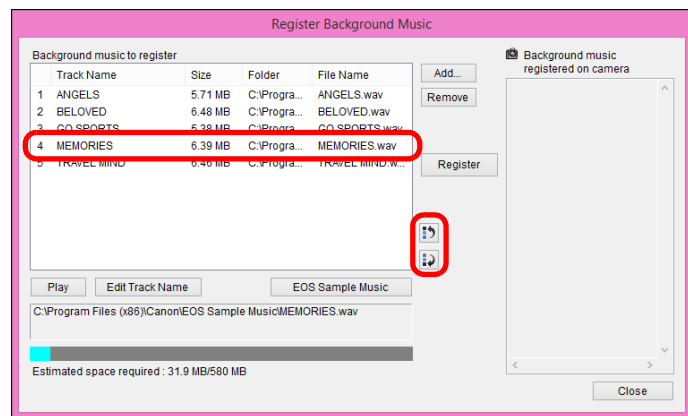 Register Background Music
Background music to register
Track Name Size Folder File Name
1 ANGELS 5.71 MB C:\Progra... ANGELS.wav
2 BELOVED 6.48 MB C:\Progra... BELOVED.wav
3 GO SPORTS 5.38 MB C:\Progra... GO SPORTS.wav
4 MEMORIES 6.39 MB C:\Progra... MEMORIES.wav
5 TRAVEL MIND 6.46 MB C:\Progra... TRAVEL MIND.w...
Add...
Remove
Register
Play Edit Track Name EOS Sample Music
C:\Program Files (x86)\Canon\EOS Sample Music\MEMORIES.wav
Estimated space required : 31.9 MB/580 MB
Background music
registered on camera
Close